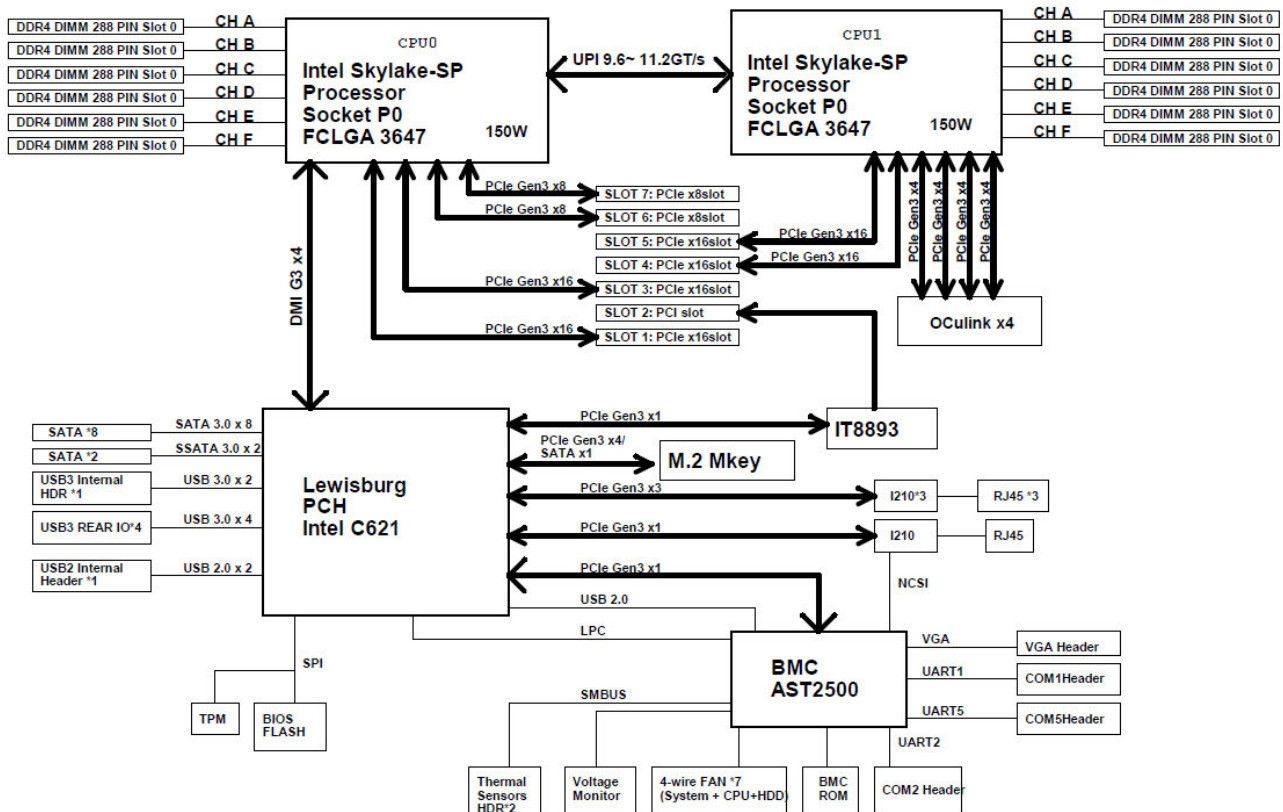 DDR4 DIMM 288 PIN Slot 0
CH A
DDR4 DIMM 288 PIN Slot 0
CH B
DDR4 DIMM 288 PIN Slot 0
CH C
DDR4 DIMM 288 PIN Slot 0
CH D
DDR4 DIMM 288 PIN Slot 0
CH E
DDR4 DIMM 288 PIN Slot 0
CH F
CPU0
Intel Skylake-SP
Processor
Socket P0
FCLGA 3647
150W
UPI 9.6~ 11.2GT/s
CPU1
Intel Skylake-SP
Processor
Socket P0
FCLGA 3647
150W
CH A
DDR4 DIMM 288 PIN Slot 0
CH B
DDR4 DIMM 288 PIN Slot 0
CH C
DDR4 DIMM 288 PIN Slot 0
CH D
DDR4 DIMM 288 PIN Slot 0
CH E
DDR4 DIMM 288 PIN Slot 0
CH F
DDR4 DIMM 288 PIN Slot 0
PCIe Gen3 x8
SLOT 7: PCIe x8slot
PCIe Gen3 x8
SLOT 6: PCIe x8slot
SLOT 5: PCIe x16slot
PCIe Gen3 x16
SLOT 4: PCIe x16slot
PCIe Gen3 x16
PCIe Gen3 x16
SLOT 3: PCIe x16slot
SLOT 2: PCI slot
PCIe Gen3 x16
SLOT 1: PCIe x16slot
PCIe Gen3 x4
PCIe Gen3 x4
PCIe Gen3 x4
PCIe Gen3 x4
OCulink x4
DMI G3 x4
SATA *8
SATA 3.0 x 8
SATA *2
SSATA 3.0 x 2
USB3 Internal
HDR *1
USB 3.0 x 2
USB3 REAR IO*4
USB 3.0 x 4
USB2 Internal
Header *1
USB 2.0 x 2
Lewisburg
PCH
Intel C621
PCIe Gen3 x1
IT8893
PCIe Gen3 x4/
SATA x1
M.2 Mkey
PCIe Gen3 x3
I210*3
RJ45 *3
PCIe Gen3 x1
I210
RJ45
PCIe Gen3 x1
NCSI
USB 2.0
LPC
SPI
TPM
BIOS
FLASH
BMC
AST2500
VGA
VGA Header
UART1
COM1Header
UART5
COM5Header
UART2
SMBUS
Thermal
Sensors
HDR*2
Voltage
Monitor
4-wire FAN *7
(System + CPU+HDD)
BMC
ROM
COM2 Header